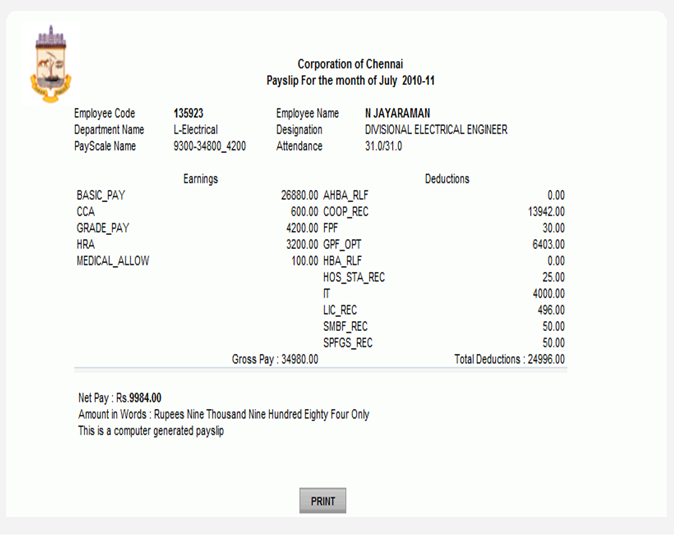 Corporation of Chennai
Payslip For the month of July 2010-11
Employee Code 135923 Employee Name N JAYARAMAN
Department Name L-Electrical Designation DIVISIONAL ELECTRICAL ENGINEER
PayScale Name 9300-34800_4200 Attendance 31.0/31.0
Earnings Deductions
BASIC_PAY 26880.00 AHBA_RLF 0.00
CCA 600.00 COOP_REC 13942.00
GRADE_PAY 4200.00 FPF 30.00
HRA 3200.00 GPF_OPT 6403.00
MEDICAL_ALLOW 100.00 HBA_RLF 0.00
HOS_STA_REC 25.00
IT 4000.00
LIC_REC 496.00
SMBF_REC 50.00
SPFGS_REC 50.00
Gross Pay : 34980.00 Total Deductions : 24996.00
Net Pay : Rs.9984.00
Amount in Words : Rupees Nine Thousand Nine Hundred Eighty Four Only
This is a computer generated payslip
PRINT